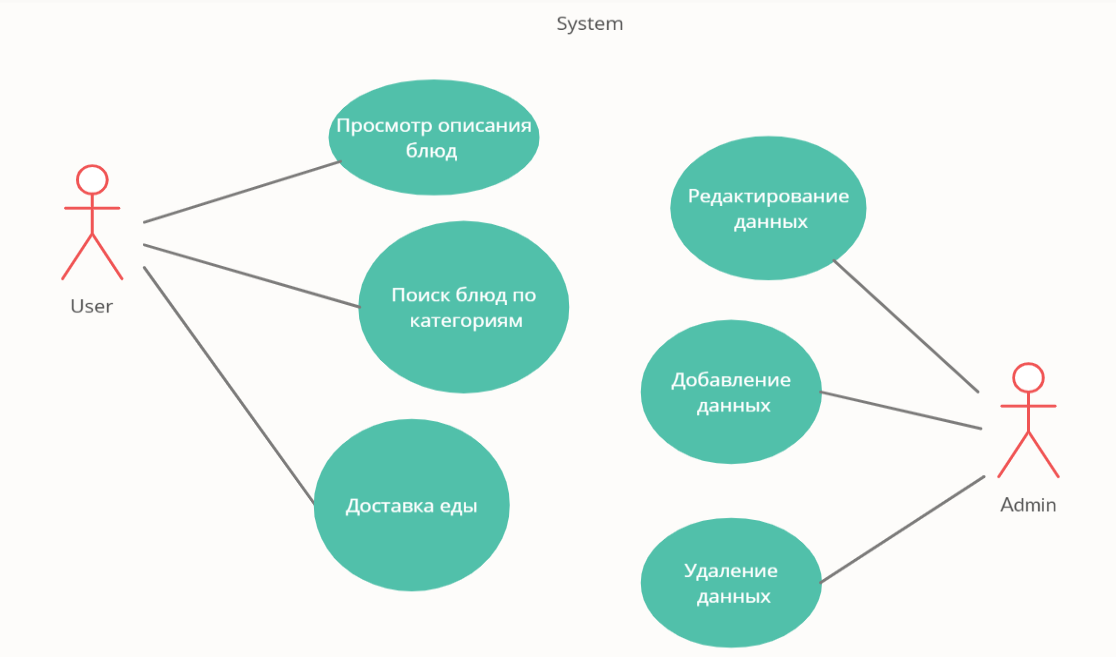 System
Просмотр описания
блюд
Поиск блюд по
категориям
Доставка еды
User
Редактирование
данных
Добавление
данных
Удаление
данных
Admin